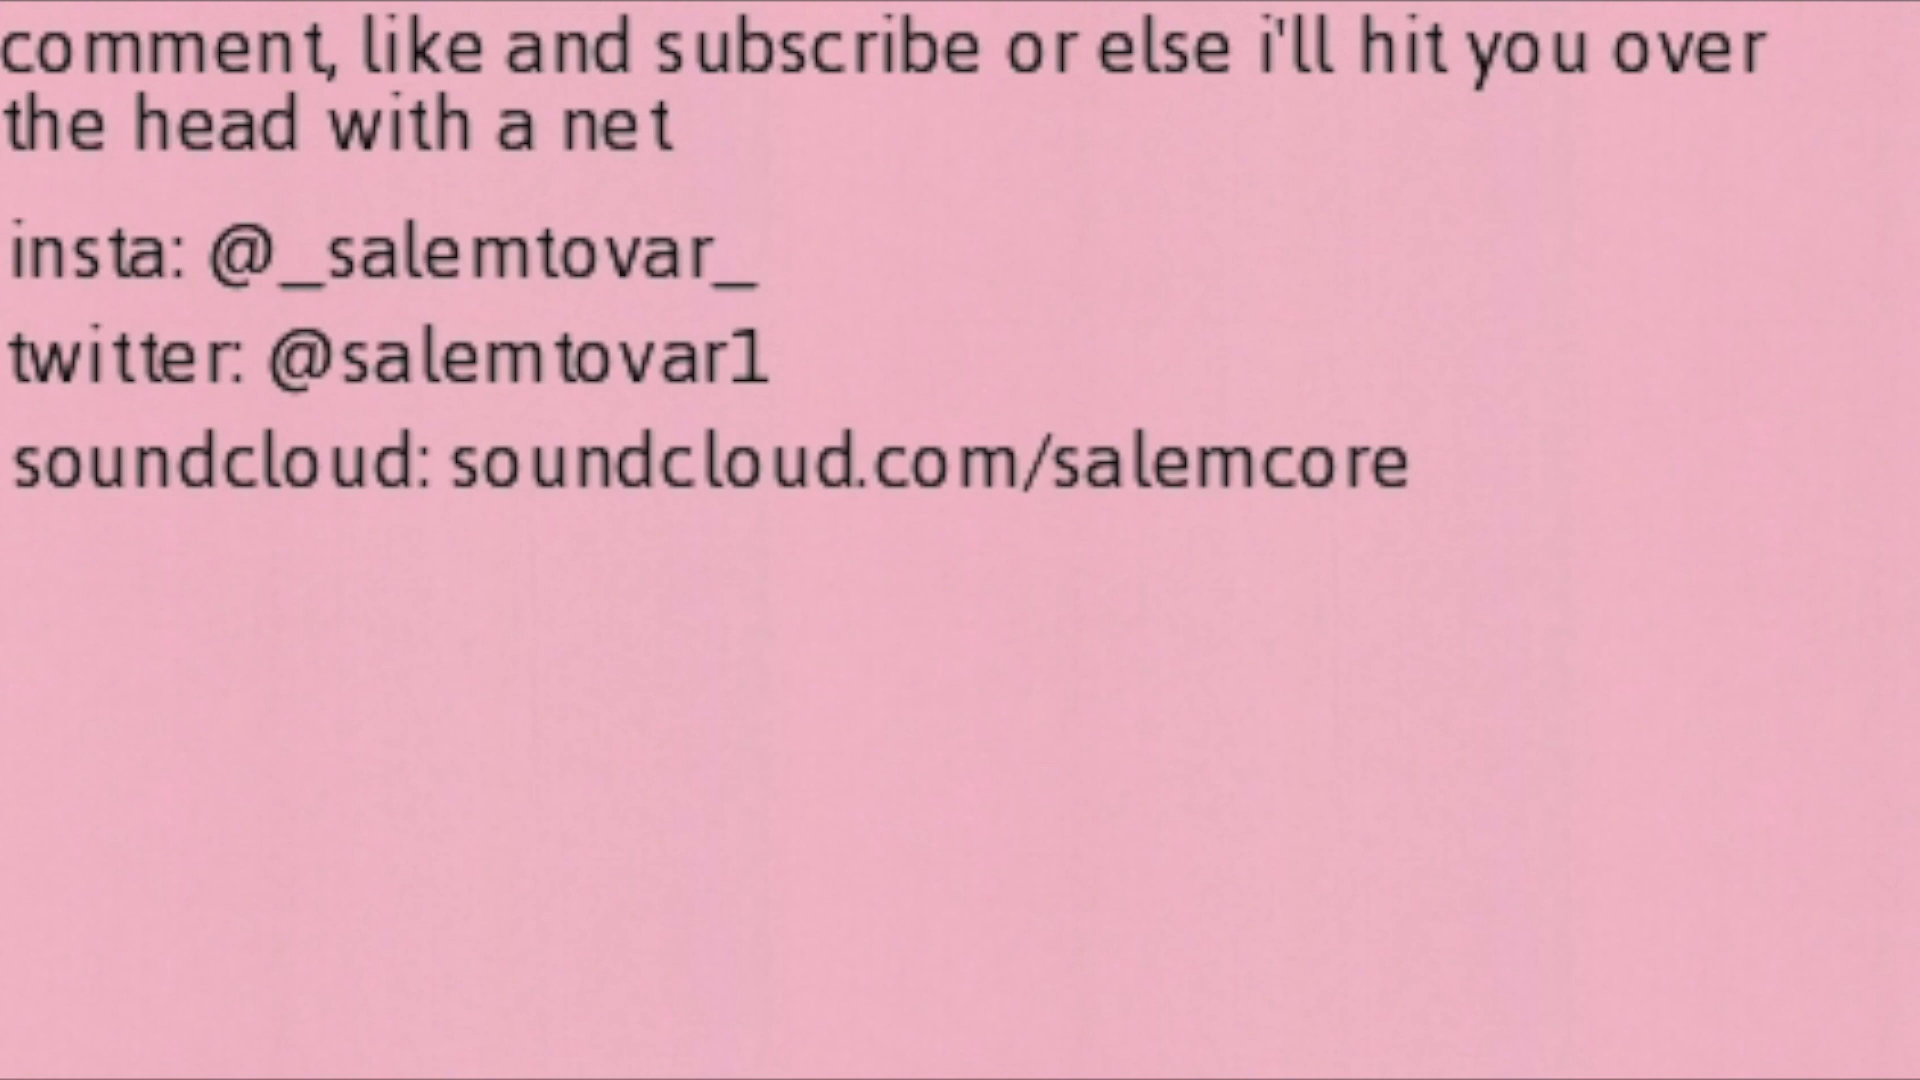 comment, like and subscribe or else i'll hit you over
the head with a net
insta: @_salemtovar_
twitter: @salemtovar1
soundcloud: soundcloud.com/salemcore